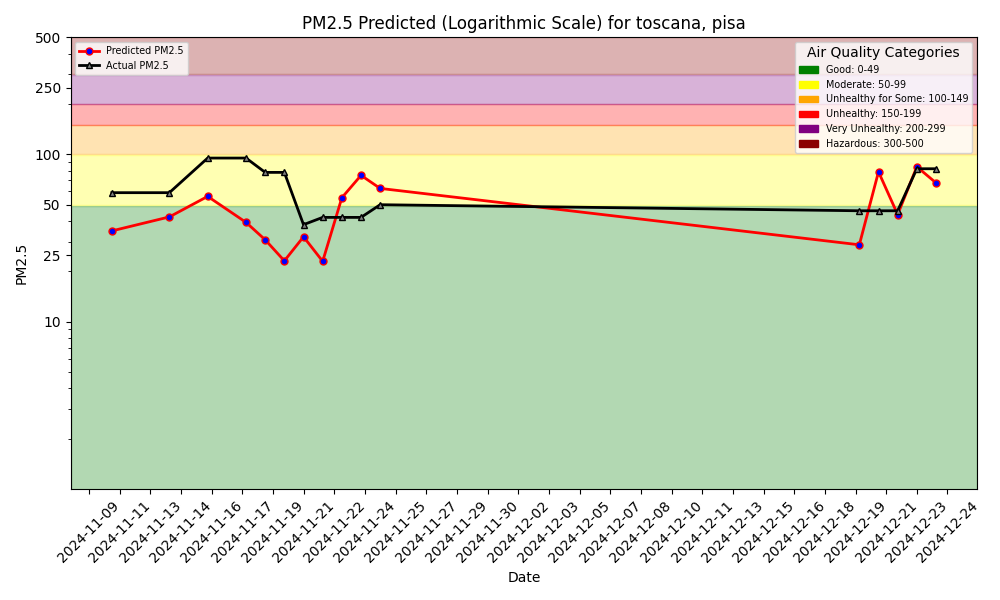 PM2.5 Predicted (Logarithmic Scale) for toscana, pisa
Predicted PM2.5
Actual PM2.5
Air Quality Categories
Good: 0-49
Moderate: 50-99
Unhealthy for Some: 100-149
Unhealthy: 150-199
Very Unhealthy: 200-299
Hazardous: 300-500
500
250
100
50
25
10
PM2.5
2024-11-09
2024-11-11
2024-11-13
2024-11-14
2024-11-16
2024-11-17
2024-11-19
2024-11-21
2024-11-22
2024-11-24
2024-11-25
2024-11-27
2024-11-29
2024-11-30
2024-12-02
2024-12-03
2024-12-05
2024-12-07
2024-12-08
2024-12-10
2024-12-11
2024-12-13
2024-12-15
2024-12-16
2024-12-18
2024-12-19
2024-12-21
2024-12-23
2024-12-24
Date